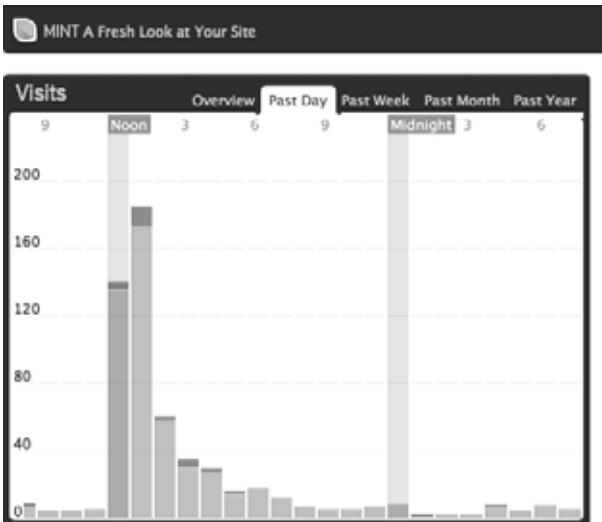 MINT A Fresh Look at Your Site
Visits
Overview Past Day Past Week Past Month Past Year
9 Noon 3 6 9 Midnight 3 6
200
160
120
80
40
0